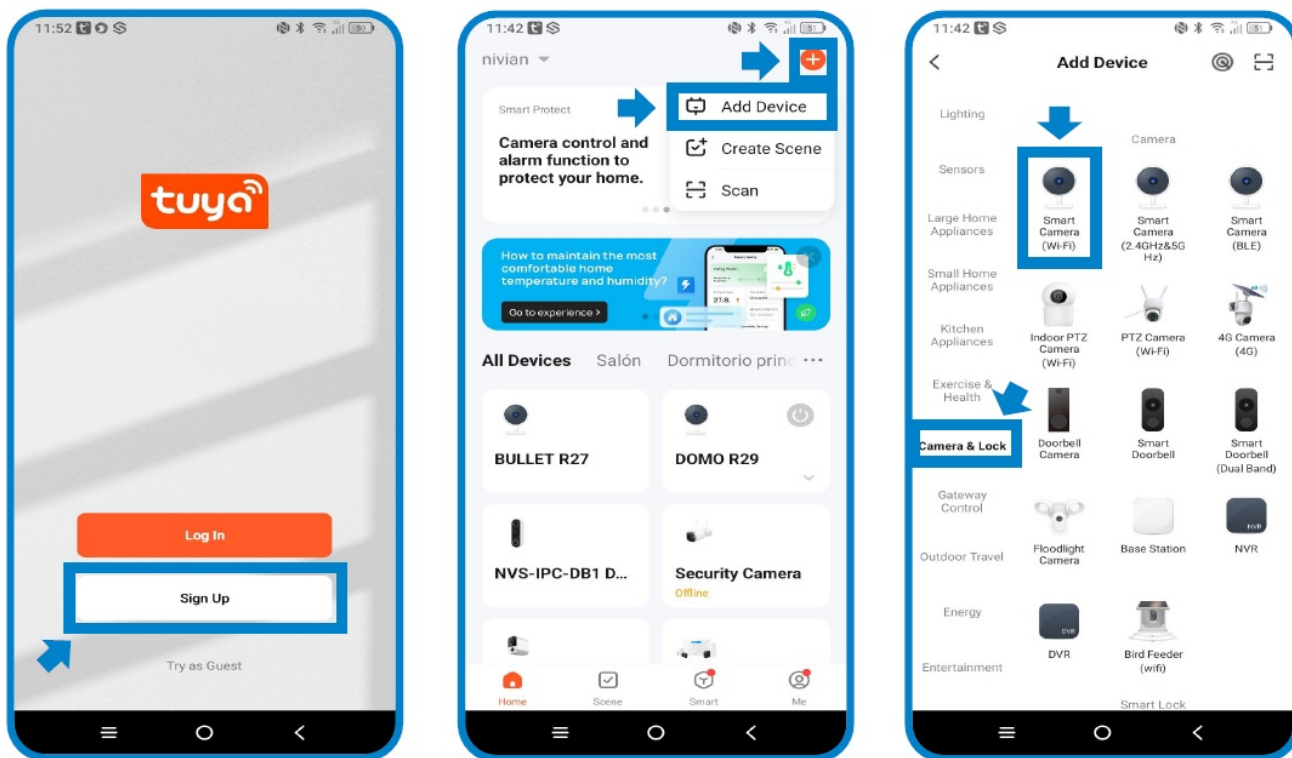 11:52
tuya
Log In
Sign Up
Try as Guest
11:42
51
nivian
Add Device
Create Scene
Scan
Smart Protect
Camera control and
alarm function to
protect your home.
How to maintain the most
comfortable home
temperature and humidity?
Go to experience >
27.8.
All Devices
Salón
Dormitorio princ
BULLET R27
DOMO R29
NVS-IPC-DB1 D...
Security Camera
Offline
Home
Scene
Smart
Me
11:42
51
Add Device
Lighting
Sensors
Large Home
Appliances
Small Home
Appliances
Kitchen
Appliances
Exercise &
Health
Camera & Lock
Gateway
Control
Outdoor Travel
Energy
Entertainment
Camera
Smart
Camera
(Wi-Fi)
Smart
Camera
(2.4GHz&5G
Hz)
Smart
Camera
(BLE)
Indoor PTZ
Camera
(Wi-Fi)
PTZ Camera
(Wi-Fi)
4G Camera
(4G)
Doorbell
Camera
Smart
Doorbell
Smart
Doorbell
(Dual Band)
Floodlight
Camera
Base Station
NVR
NVR
DVR
DVR
Bird Feeder
(wifi)
Smart Lock